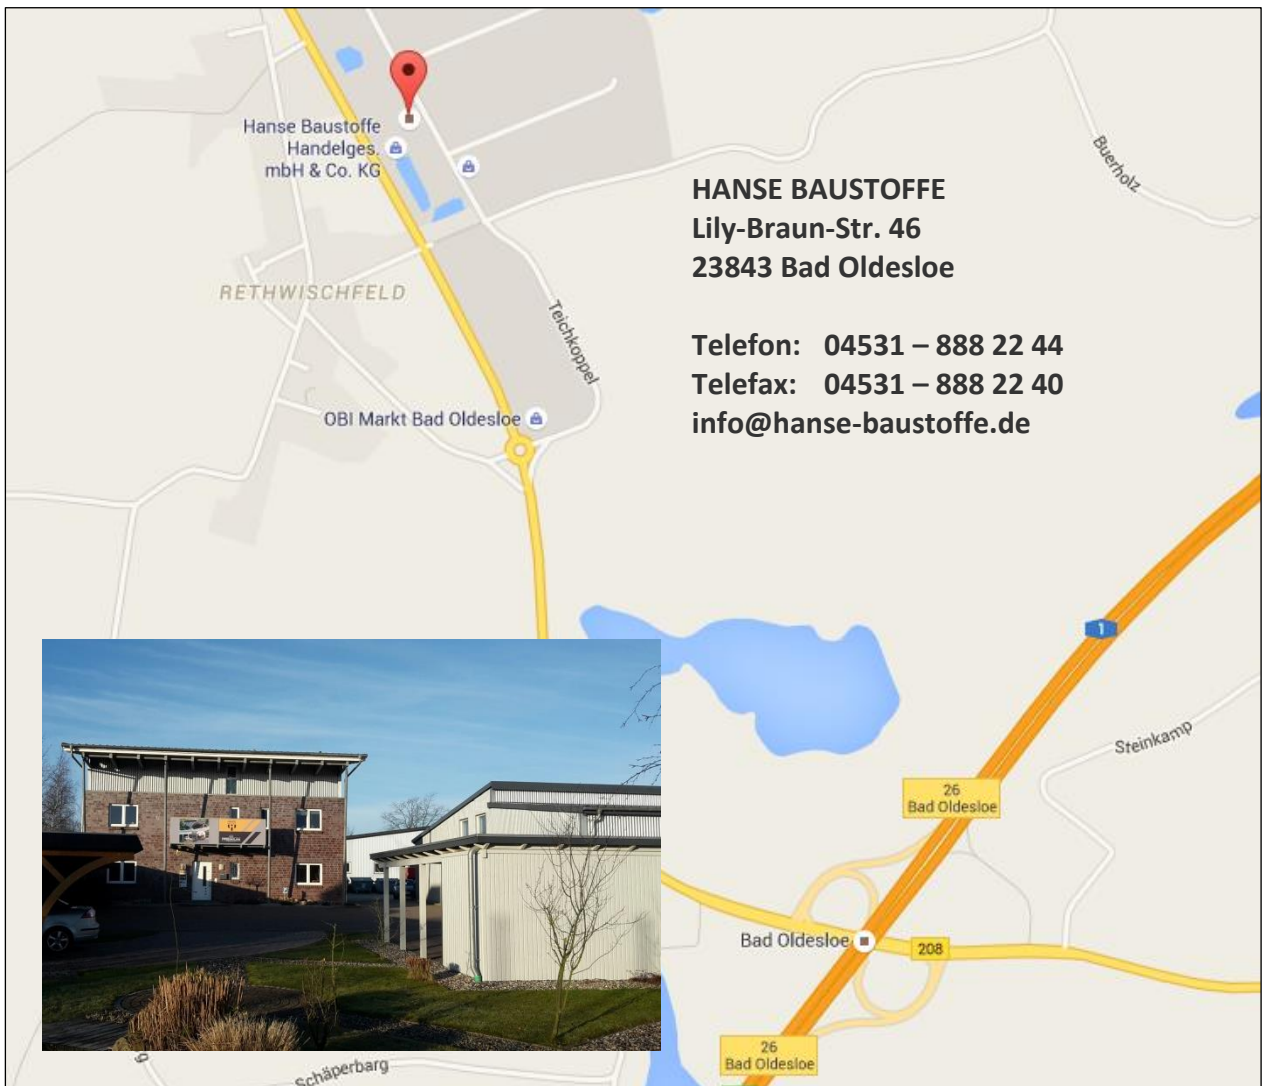 Hanse Baustoffe
Handelges.
mbH & Co. KG
Buerholz
HANSE BAUSTOFFE
Lily-Braun-Str. 46
23843 Bad Oldesloe
RETHWISCHFELD
Teichkoppel
Telefon: 04531 – 888 22 44
Telefax: 04531 – 888 22 40
info@hanse-baustoffe.de
OBI Markt Bad Oldesloe
1
Steinkamp
26
Bad Oldesloe
Bad Oldesloe
208
26
Bad Oldesloe
Schäperbarg